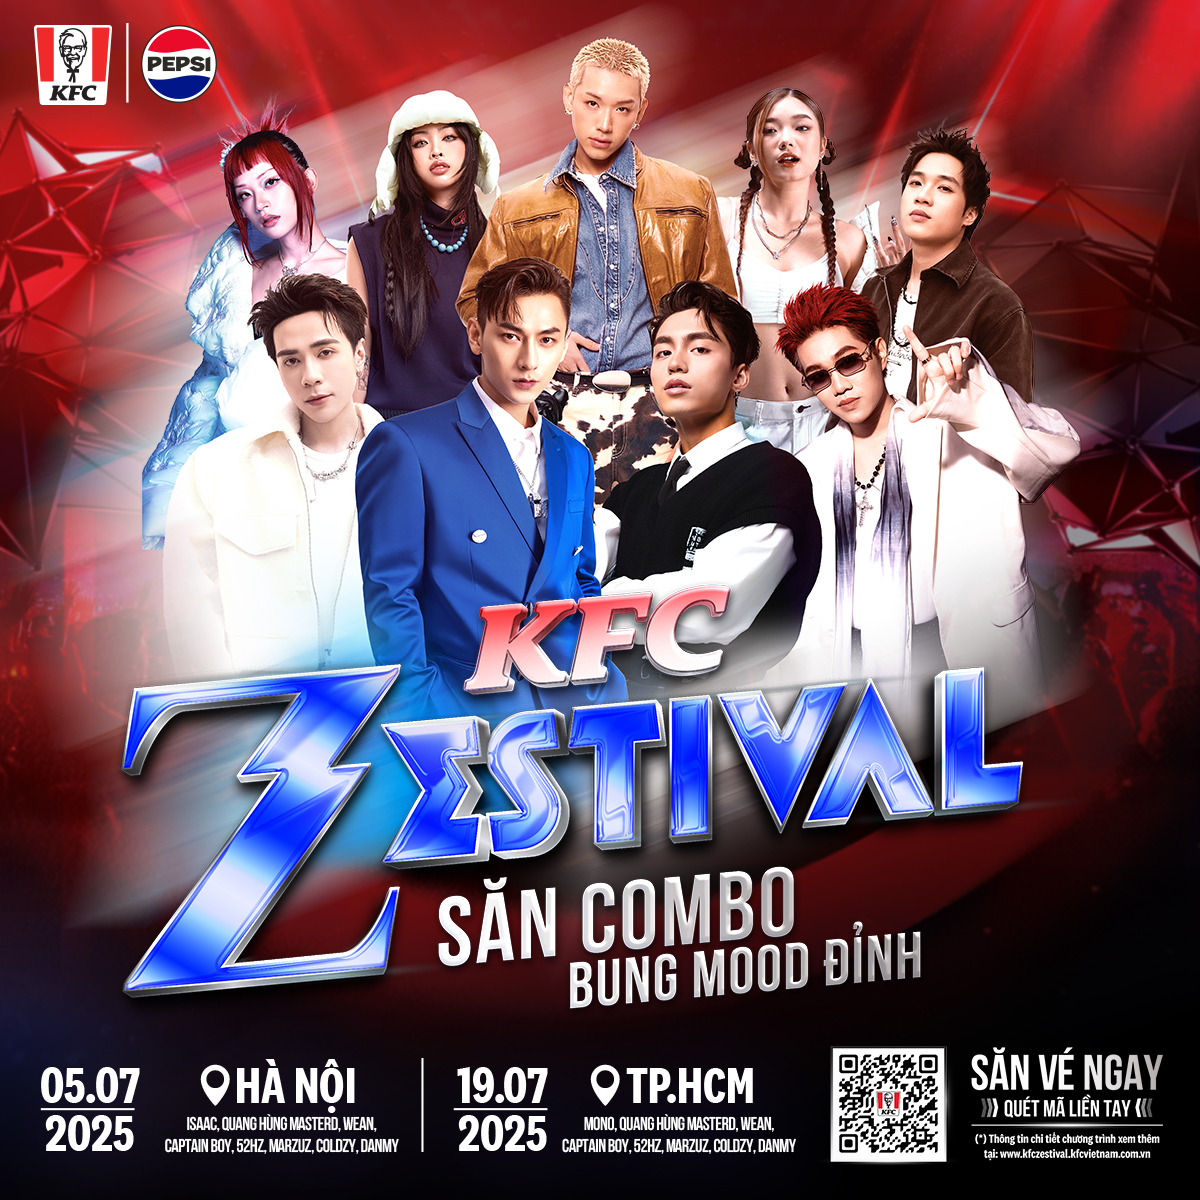 KFC
PEPSI
KFC
ZESTIVAL
SĂN COMBO
BUNG MOOD ĐỈNH
05.07
2025
HÀ NỘI
ISAAC, QUANG HÙNG MASTERD, WEAN,
CAPTAIN BOY, 52HZ, MARZUZ, COLDZY, DANMY
19.07
2025
TP.HCM
MONO, QUANG HÙNG MASTERD, WEAN,
CAPTAIN BOY, 52HZ, MARZUZ, COLDZY, DANMY
KFC
SĂN VÉ NGAY
QUÉT MÃ LIỀN TAY
(*) Thông tin chi tiết chương trình xem thêm
tại: www.kfczestival.kfcvietnam.com.vn